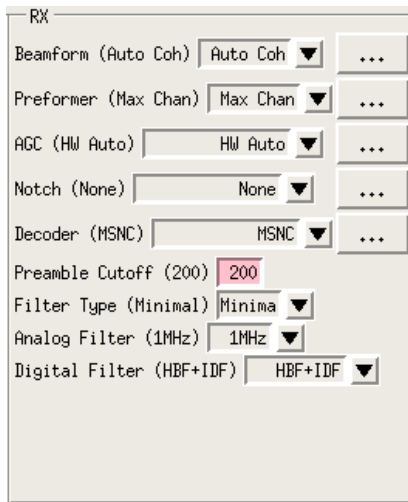 RX
Beamform (Auto Coh) Auto Coh ...
Preformer (Max Chan) Max Chan ...
AGC (HW Auto) HW Auto ...
Notch (None) None ...
Decoder (MSNC) MSNC ...
Preamble Cutoff (200) 200
Filter Type (Minimal) Minima
Analog Filter (1MHz) 1MHz
Digital Filter (HBF+IDF) HBF+IDF